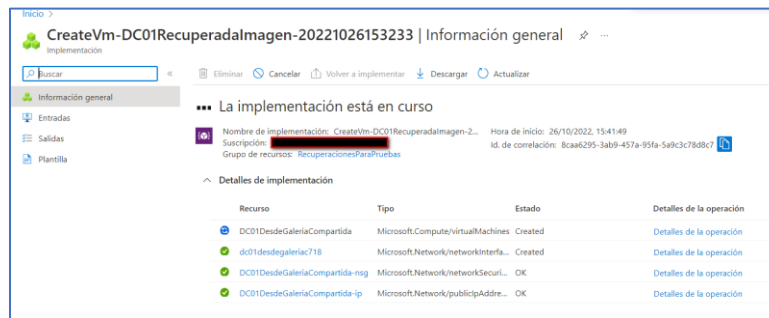 Inicio >
CreateVm-DC01RecuperadaImagen-20221026153233 | Información general
Implementación
Buscar
Eliminar Cancelar Volver a implementar Descargar Actualizar
Información general
Entradas
Salidas
Plantilla
La implementación está en curso
Nombre de implementación: CreateVm-DC01RecuperadaImagen-2... Hora de inicio: 26/10/2022, 15:41:49
Suscripción: Id. de correlación: 8caa6295-3ab9-457a-95fa-5a9c3c78d8c7
Grupo de recursos: RecuperacionesParaPruebas
Detalles de implementación
Recurso Tipo Estado Detalles de la operación
DC01DesdeGaleriaCompartida Microsoft.Compute/virtualMachines Created Detalles de la operación
dc01desdegaleriac718 Microsoft.Network/networkInterfa... Created Detalles de la operación
DC01DesdeGaleriaCompartida-nsg Microsoft.Network/networkSecuri... OK Detalles de la operación
DC01DesdeGaleriaCompartida-ip Microsoft.Network/publicIpAddre... OK Detalles de la operación